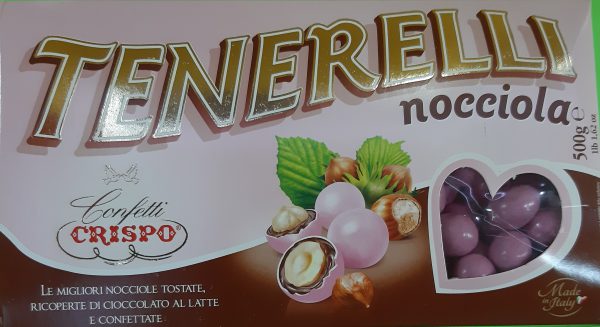 TENERELLI
nocciola
500g e
1lb 1.62 oz
Confetti
CRISPO®
LE MIGLIORI NOCCIOLE TOSTATE,
RICOPERTE DI CIOCCOLATO AL LATTE
E CONFETTATE
Made
in Italy